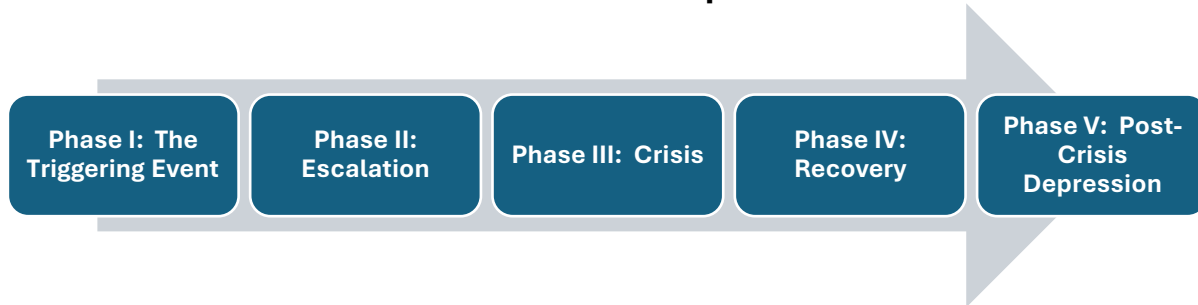 Phase I:  The
Triggering Event
Phase II:
Escalation
Phase III:  Crisis
Phase IV:
Recovery
Phase V:  Post-
Crisis
Depression